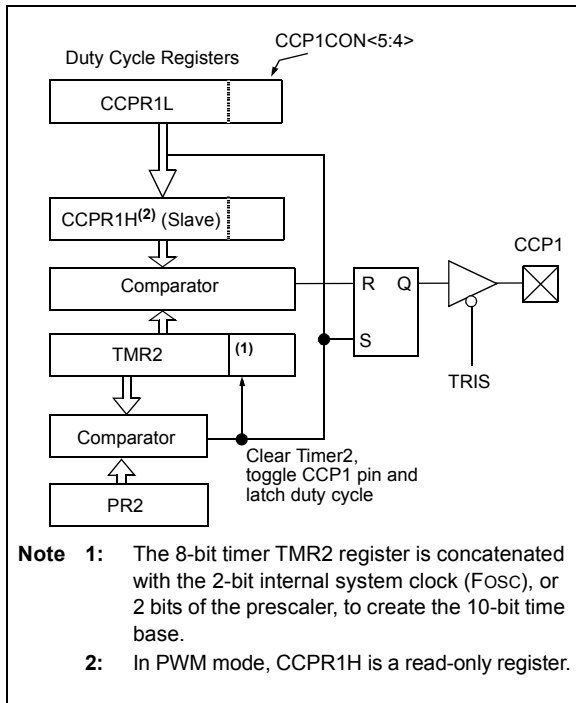 CCP1CON<5:4>
Duty Cycle Registers
CCPR1L
CCPR1H(2) (Slave)
CCP1
Comparator
R Q
TMR2
(1)
S
TRIS
Comparator
Clear Timer2,
toggle CCP1 pin and
latch duty cycle
PR2
Note 1: The 8-bit timer TMR2 register is concatenated
with the 2-bit internal system clock (FOSC), or
2 bits of the prescaler, to create the 10-bit time
base.
2: In PWM mode, CCPR1H is a read-only register.